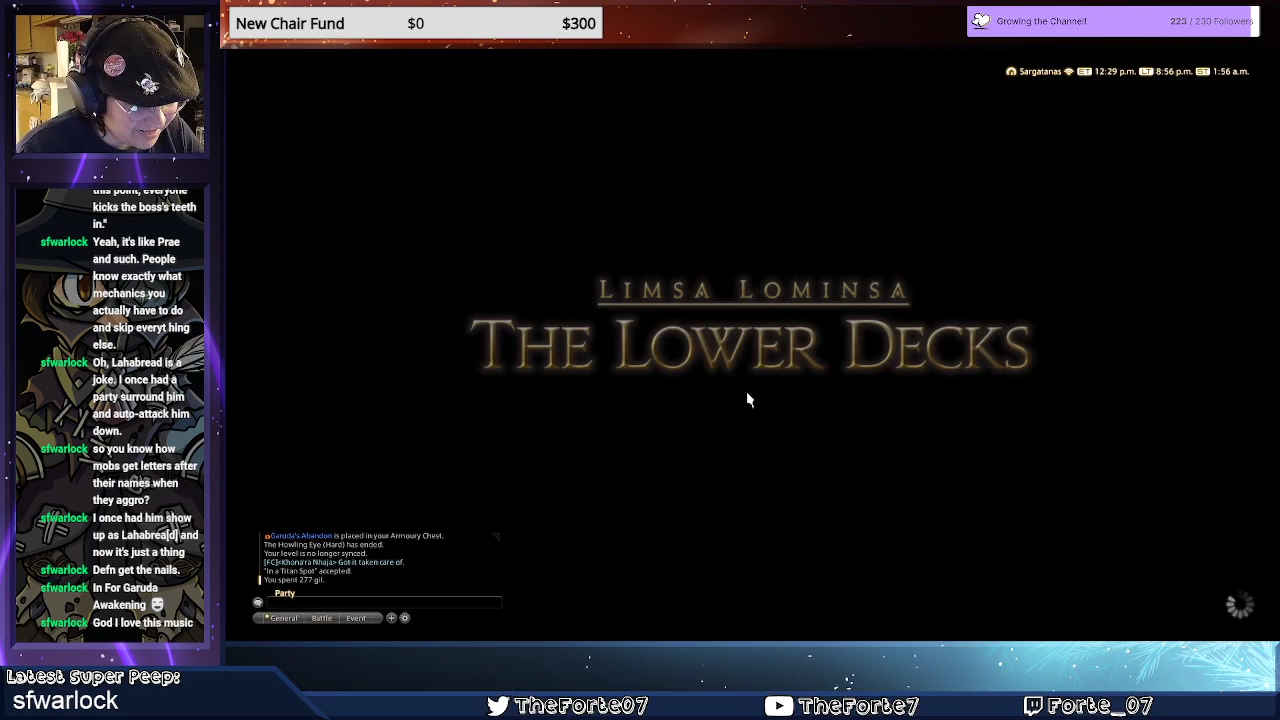 New Chair Fund $0 $300
Growing the Channel! 223 / 230 Followers
Sargatanas ET 12:29 p.m. LT 8:56 p.m. ST 1:56 a.m.
this point, everyone
kicks the boss's teeth
in."
sfwarlock Yeah, it's like Prae
and such. People
know exactly what
mechanics you
actually have to do
and skip everyt hing
else.
sfwarlock Oh, Lahabread is a
joke. I once had a
party surround him
and auto-attack him
down.
sfwarlock so you know how
mobs get letters after
their names when
they aggro?
sfwarlock I once had him show
up as Lahabrea[d] and
now it's just a thing
sfwarlock Defn get the nails.
sfwarlock In For Garuda
Awakening
sfwarlock God I love this music
LIMSA LOMINSA
THE LOWER DECKS
Garuda's Abandon is placed in your Armoury Chest.
The Howling Eye (Hard) has ended.
Your level is no longer synced.
[FC]<Khona'ra Nhaja> Got it taken care of.
"In a Titan Spot" accepted.
You spent 277 gil.
Party
General Battle Event
Latest Super Peep:
sfwarlock
TheForte07 TheForte7 Forte_07